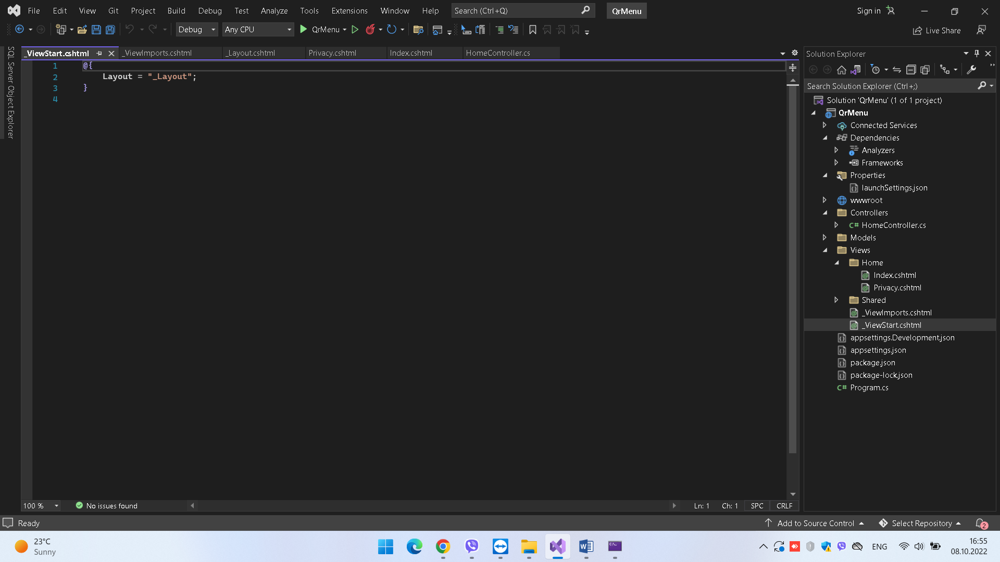 File Edit View Git Project Build Debug Test Analyze Tools Extensions Window Help Search (Ctrl+Q) QrMenu Sign in
Debug Any CPU QrMenu Live Share
SQL Server Object Explorer
_ViewStart.cshtml _ViewImports.cshtml _Layout.cshtml Privacy.cshtml Index.cshtml HomeController.cs
1 @{
2 Layout = "_Layout";
3 }
4
100 % No issues found Ln: 1 Ch: 1 SPC CRLF
Solution Explorer
Search Solution Explorer (Ctrl+;)
Solution 'QrMenu' (1 of 1 project)
QrMenu
Connected Services
Dependencies
Analyzers
Frameworks
Properties
launchSettings.json
wwwroot
Controllers
C# HomeController.cs
Models
Views
Home
Index.cshtml
Privacy.cshtml
Shared
_ViewImports.cshtml
_ViewStart.cshtml
appsettings.Development.json
appsettings.json
package.json
package-lock.json
C# Program.cs
Ready Add to Source Control Select Repository 2
23°C
Sunny
ENG
16:55
08.10.2022